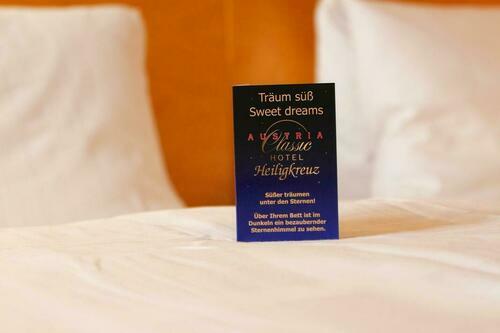 Träum süß
Sweet dreams
AUSTRIA
Classic
HOTEL
Heiligkreuz
Süßer träumen
unter den Sternen!
Über Ihrem Bett ist im
Dunkeln ein bezaubernder
Sternenhimmel zu sehen.